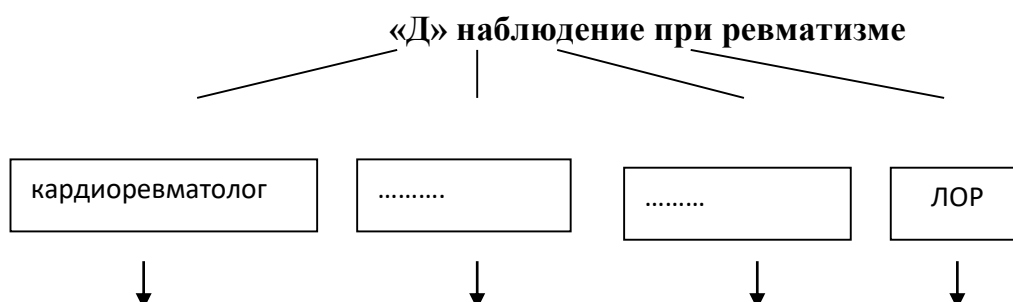 «Д» наблюдение при ревматизме
кардиоревматолог
……….
………
ЛОР